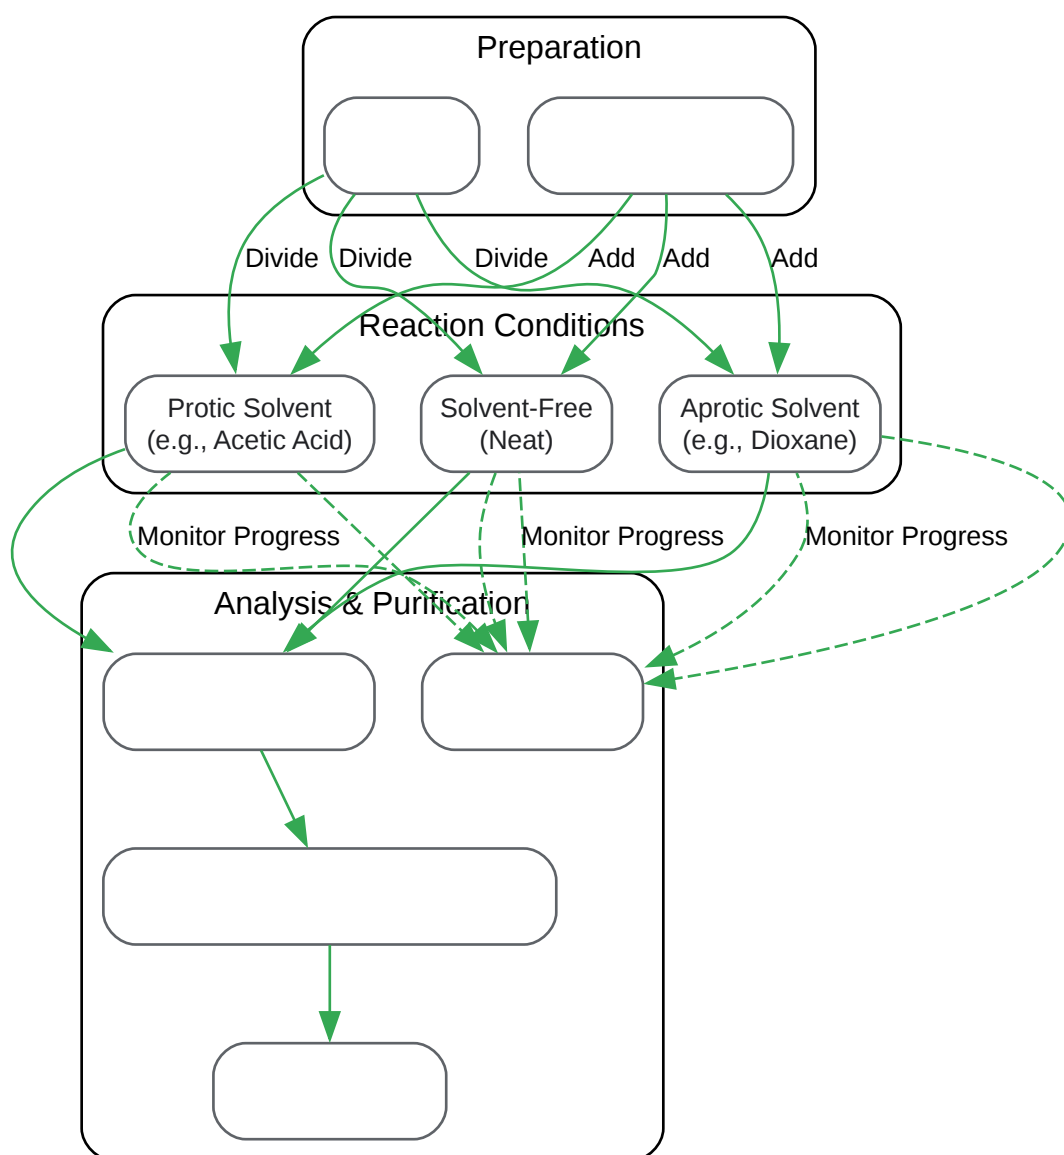 Preparation
Divide
Divide
Divide
Add
Add
Add
Reaction Conditions
Protic Solvent
(e.g., Acetic Acid)
Solvent-Free
(Neat)
Aprotic Solvent
(e.g., Dioxane)
Monitor Progress
Monitor Progress
Monitor Progress
Analysis & Purification